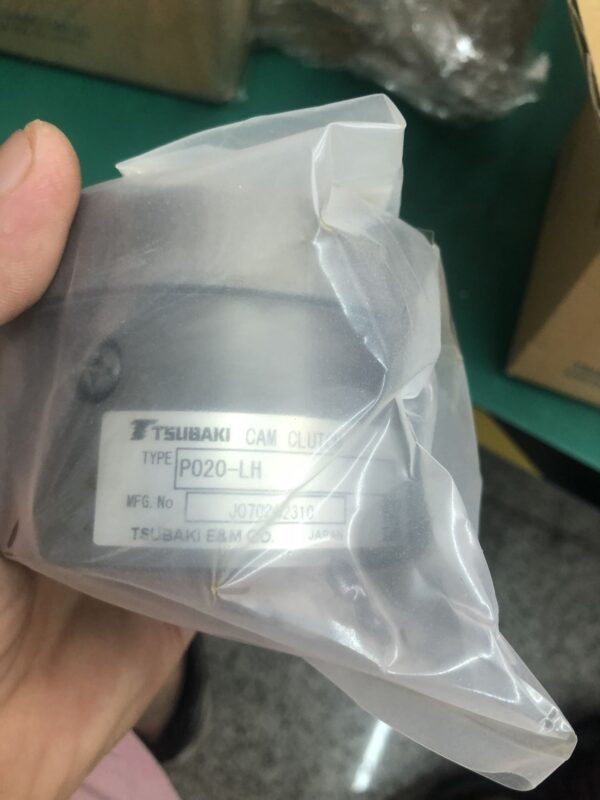 TSUBAKI CAM
TYPE P020-LH
MFG. No
TSUBAKI E&M CO. JAPAN